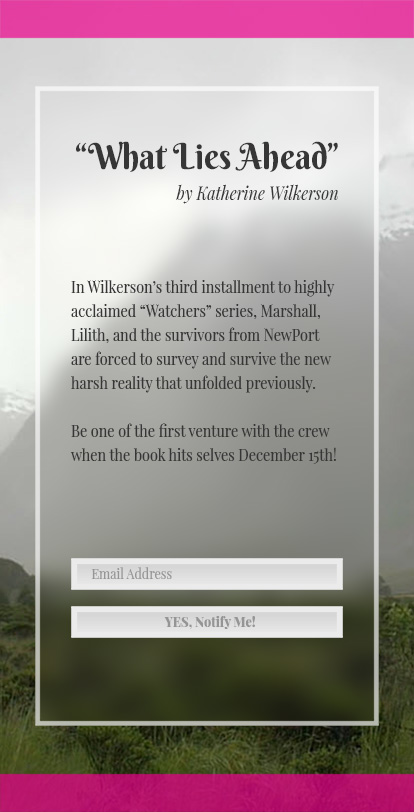 “What Lies Ahead”
by Katherine Wilkerson
In Wilkerson’s third installment to highly
acclaimed “Watchers” series, Marshall,
Lilith, and the survivors from NewPort
are forced to survey and survive the new
harsh reality that unfolded previously.
Be one of the first venture with the crew
when the book hits selves December 15th!
Email Address
YES, Notify Me!